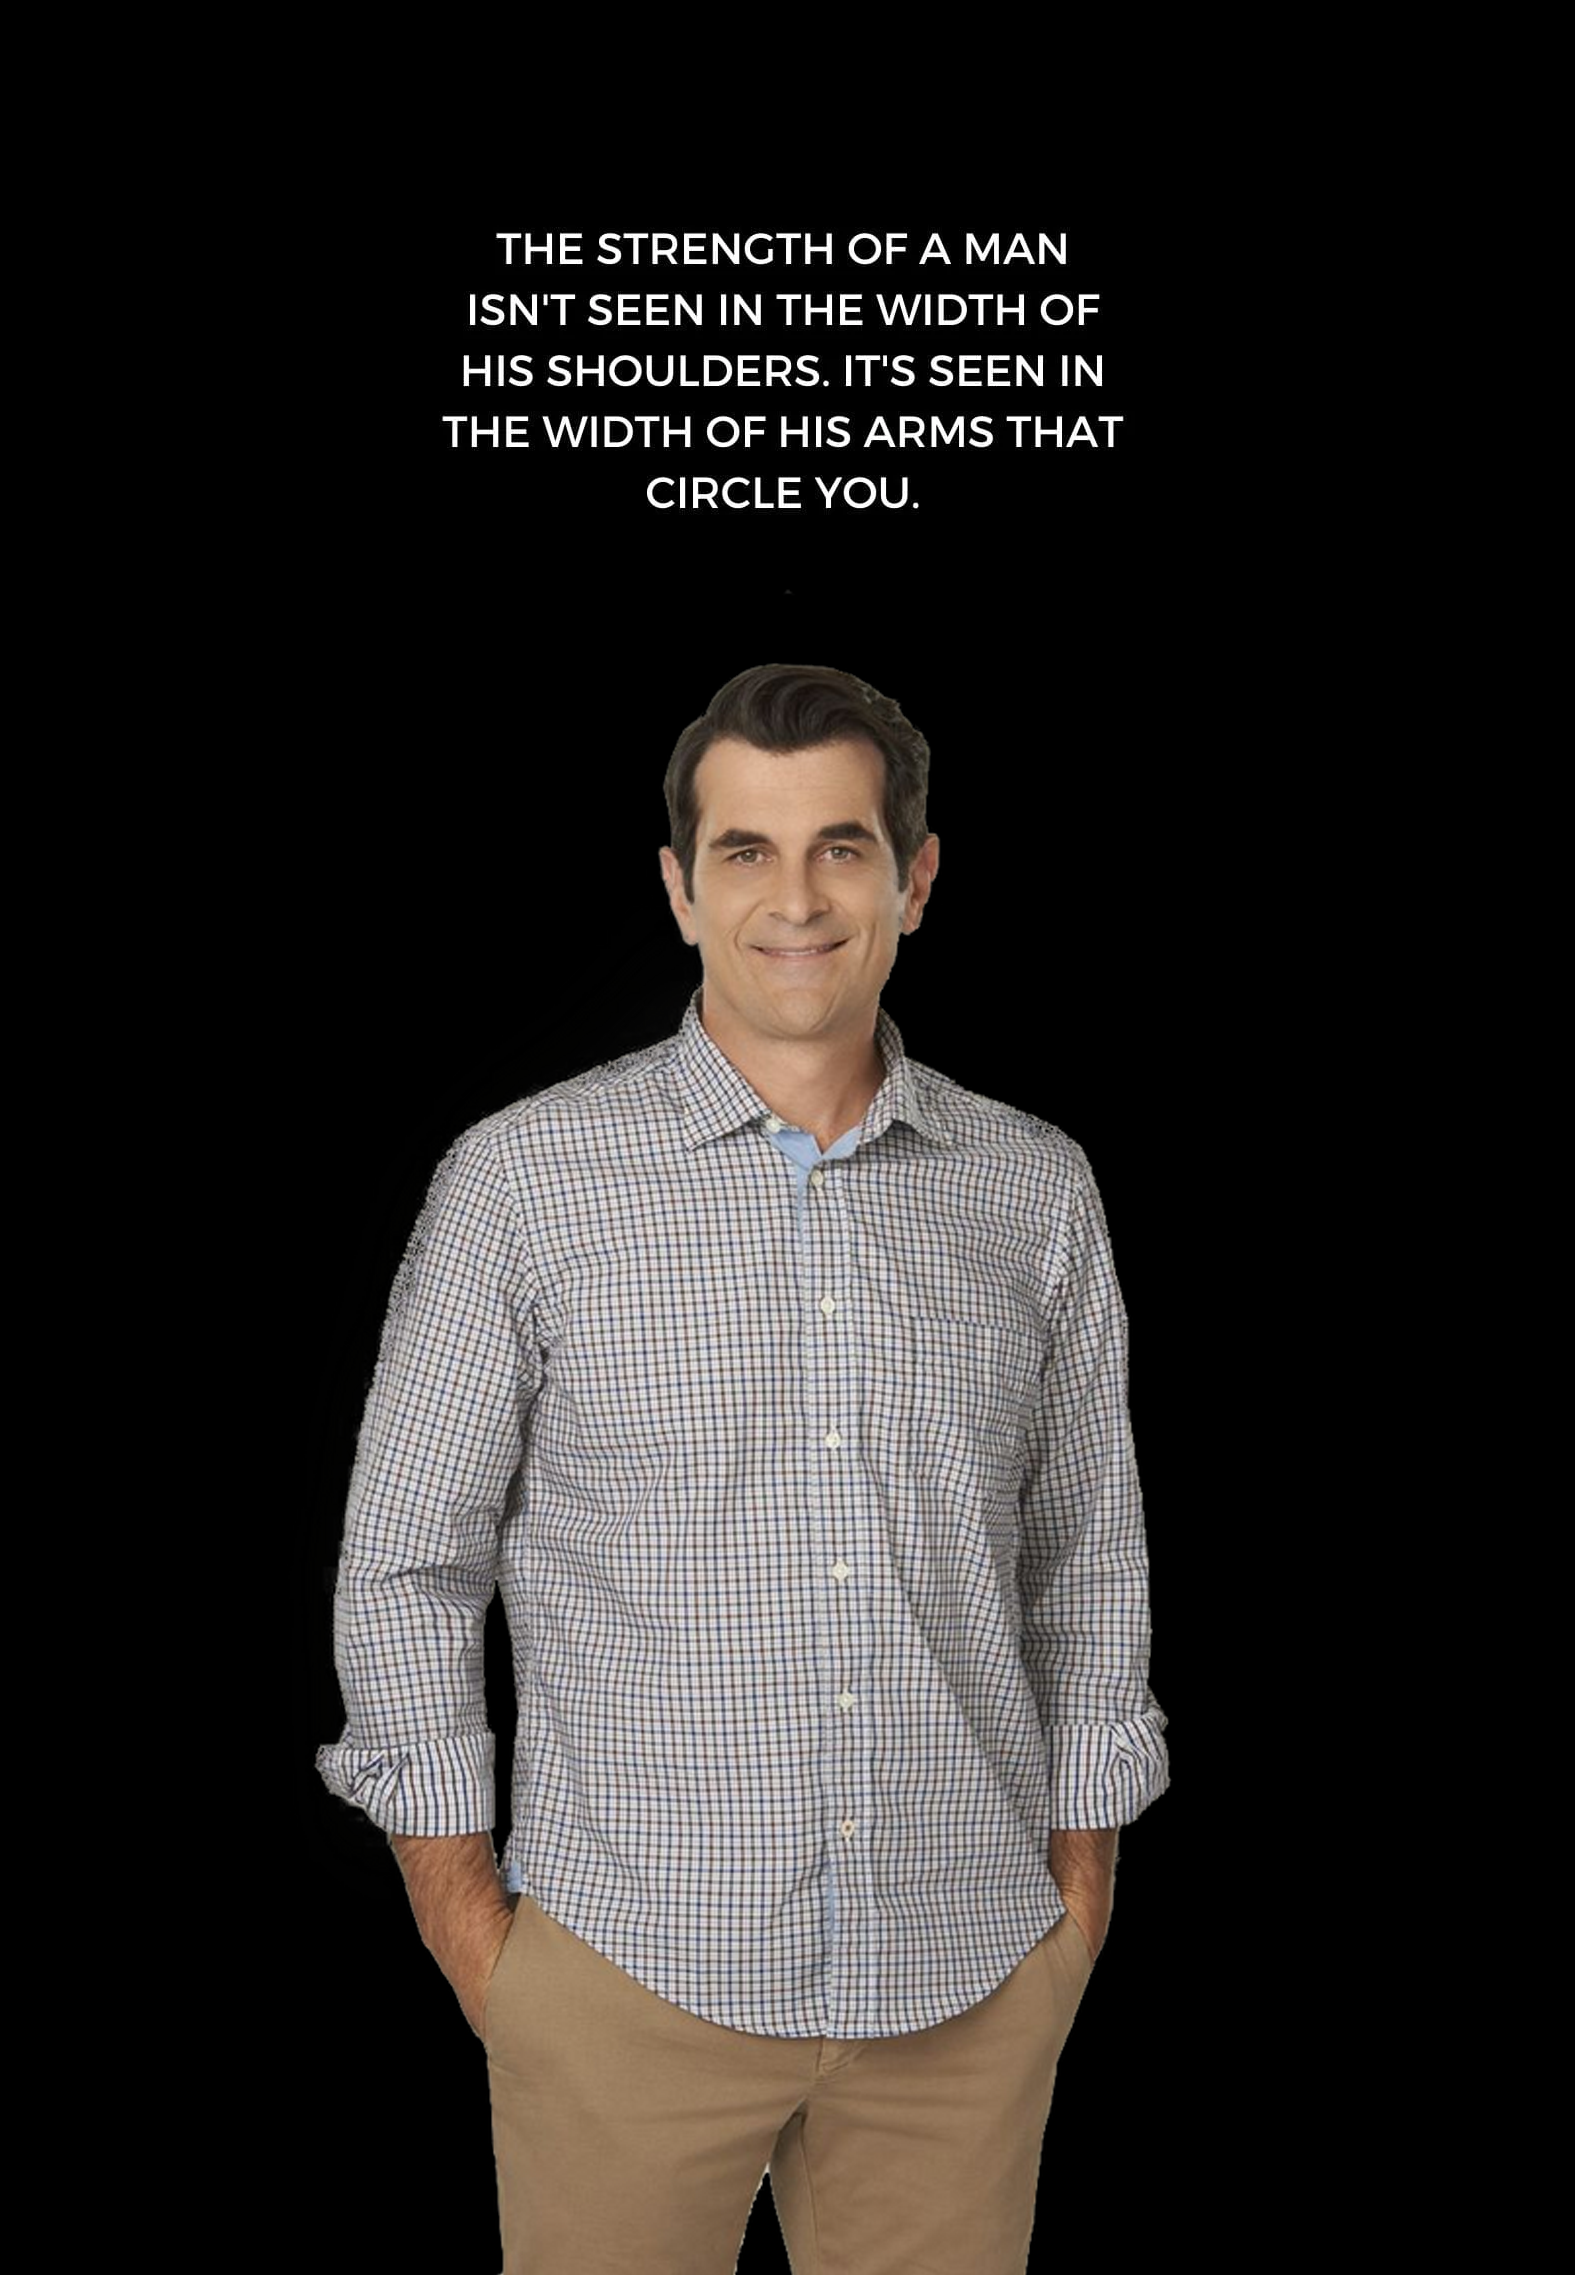 THE STRENGTH OF A MAN
ISN'T SEEN IN THE WIDTH OF
HIS SHOULDERS. IT'S SEEN IN
THE WIDTH OF HIS ARMS THAT
CIRCLE YOU.